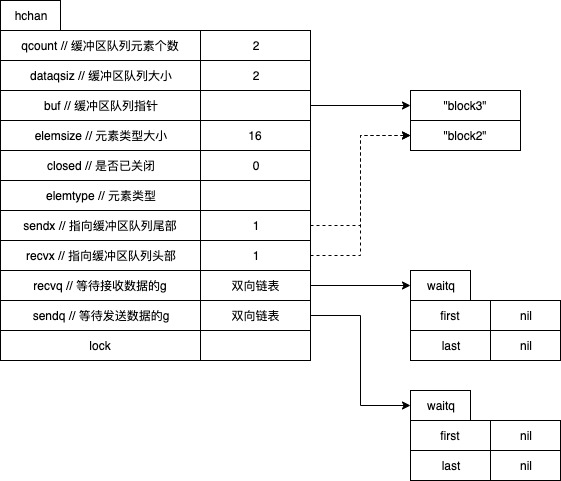 hchan
qcount // 缓冲区队列元素个数 2
dataqsiz // 缓冲区队列大小 2
buf // 缓冲区队列指针
"block3"
elemsize // 元素类型大小 16
"block2"
closed // 是否已关闭 0
elemtype // 元素类型
sendx // 指向缓冲区队列尾部 1
recvx // 指向缓冲区队列头部 1
recvq // 等待接收数据的g 双向链表
waitq
first nil
last nil
sendq // 等待发送数据的g 双向链表
lock
waitq
first nil
last nil